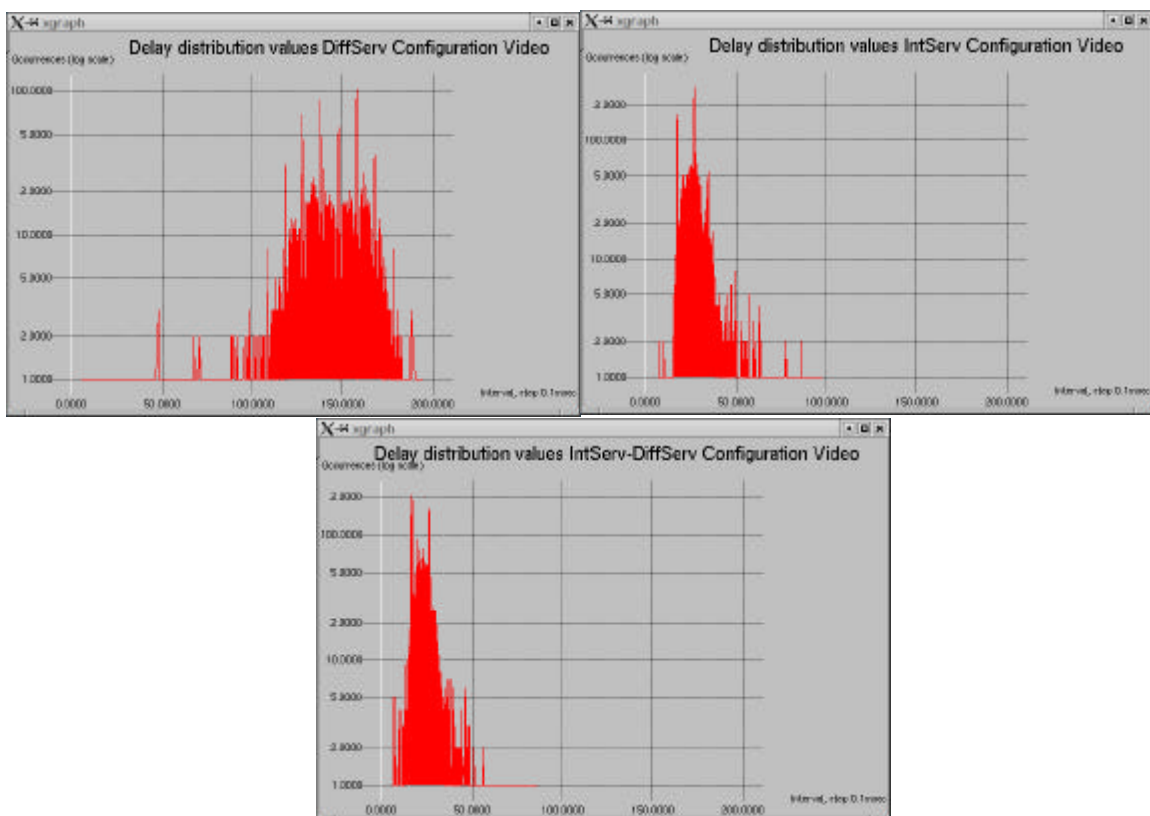 xgraph
Delay distribution values DiffServ Configuration Video
Ocurrences (log scale)
100.0000
5.0000
2.0000
10.0000
5.0000
2.0000
1.0000
0.0000 50.0000 100.0000 150.0000 200.0000
Interval, step 0.1msec
xgraph
Delay distribution values IntServ Configuration Video
Ocurrences (log scale)
2.0000
100.0000
5.0000
2.0000
10.0000
5.0000
2.0000
1.0000
0.0000 50.0000 100.0000 150.0000 200.0000
Interval, step 0.1msec
xgraph
Delay distribution values IntServ-DiffServ Configuration Video
Ocurrences (log scale)
2.0000
100.0000
5.0000
2.0000
10.0000
5.0000
2.0000
1.0000
0.0000 50.0000 100.0000 150.0000 200.0000
Interval, step 0.1msec